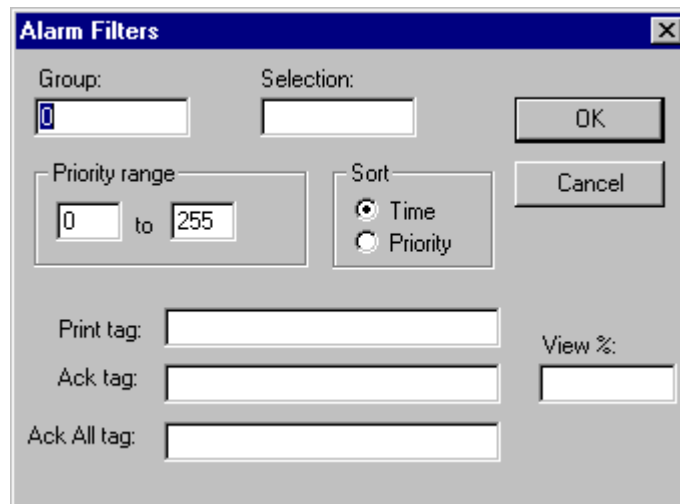 Alarm Filters
Group: Selection:
0
OK
Priority range Sort
Cancel
0 to 255 Time
Priority
Print tag:
View %:
Ack tag:
Ack All tag: